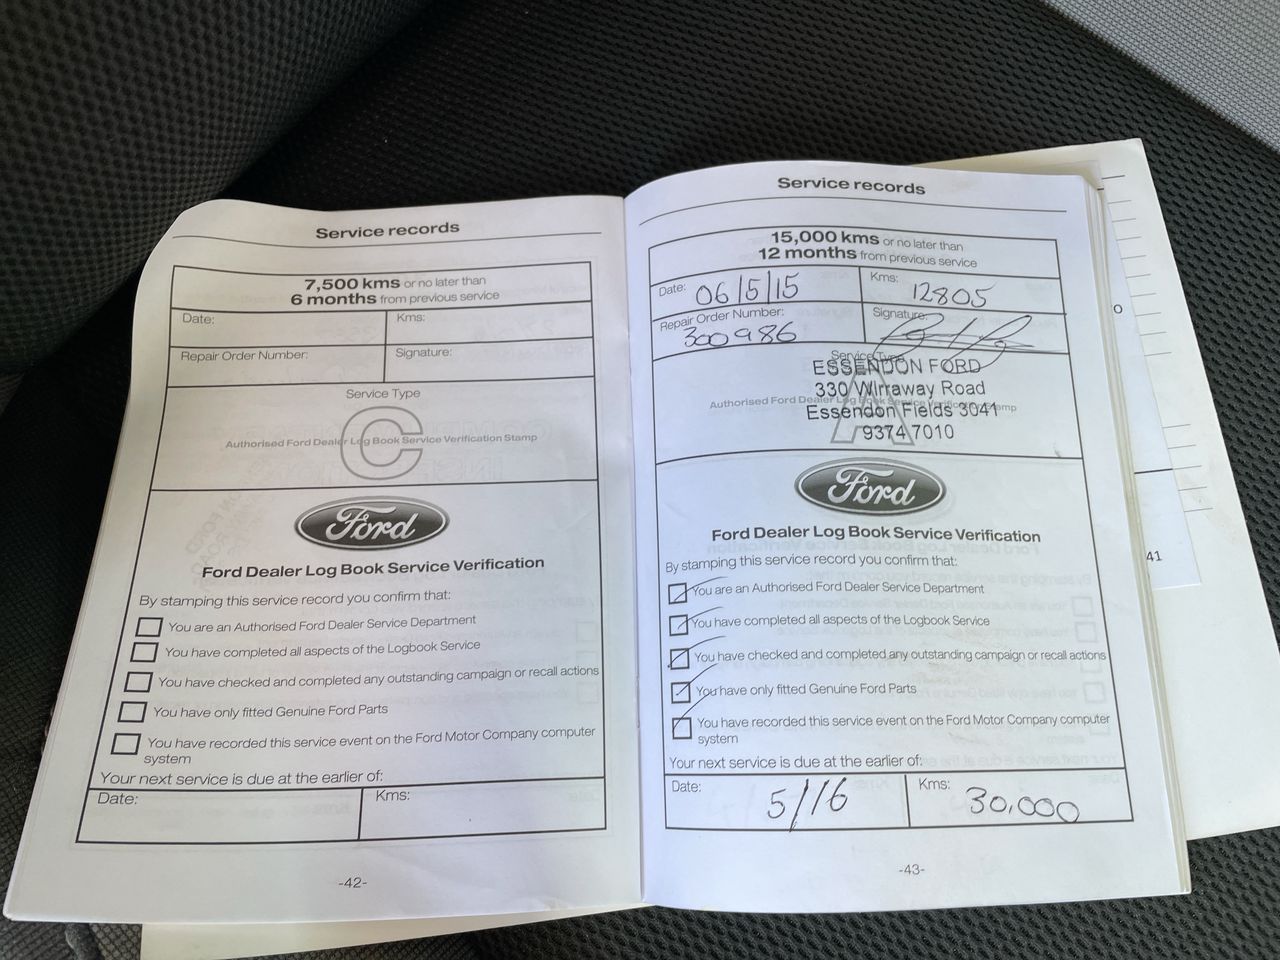 Service records
7,500 kms or no later than
6 months from previous service
Date:
Kms:
Repair Order Number:
Signature:
Service Type
C
Authorised Ford Dealer Log Book Service Verification Stamp
Ford
Ford Dealer Log Book Service Verification
By stamping this service record you confirm that:
You are an Authorised Ford Dealer Service Department
You have completed all aspects of the Logbook Service
You have checked and completed any outstanding campaign or recall actions
You have only fitted Genuine Ford Parts
You have recorded this service event on the Ford Motor Company computer
system
Your next service is due at the earlier of:
Date:
Kms:
-42-
Service records
15,000 kms or no later than
12 months from previous service
Date: 06/5/15
Kms: 12805
Repair Order Number:
300986
Signature:
Service Type
A
ESSENDON FORD
330 Wirraway Road
Authorised Ford Dealer Log Book Service Verification Stamp
Essendon Fields 3041
9374 7010
Ford
Ford Dealer Log Book Service Verification
By stamping this service record you confirm that:
You are an Authorised Ford Dealer Service Department
You have completed all aspects of the Logbook Service
You have checked and completed any outstanding campaign or recall actions
You have only fitted Genuine Ford Parts
You have recorded this service event on the Ford Motor Company computer
system
Your next service is due at the earlier of:
Date: 5/16
Kms: 30,000
-43-
41